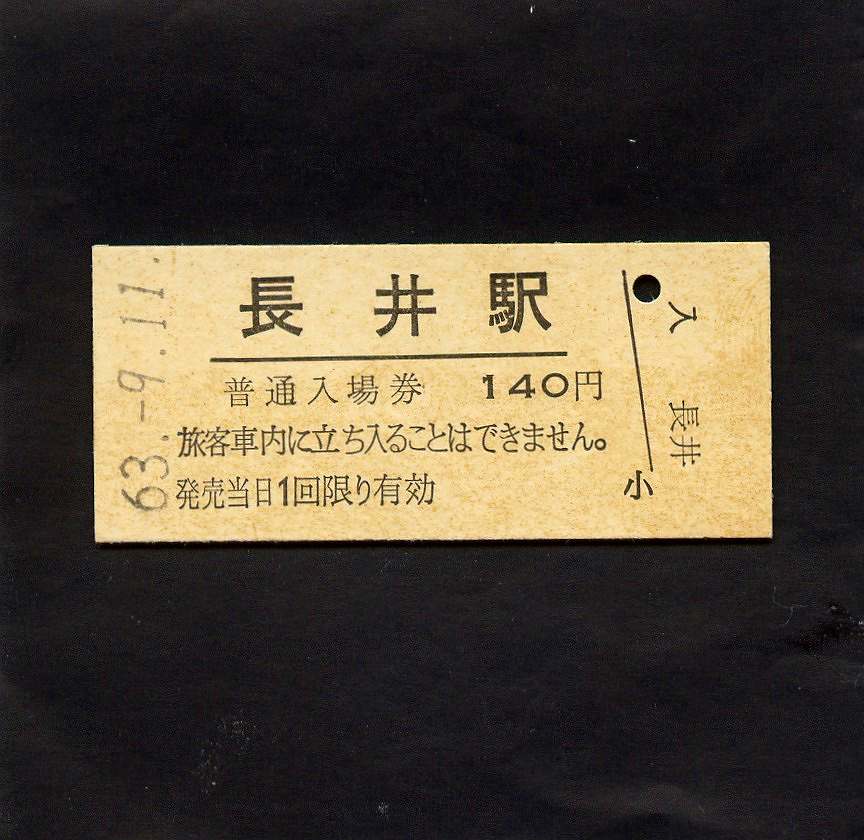 63.-9.11.
長井駅
普通入場券 140円
旅客車内に立ち入ることはできません。
発売当日1回限り有効
入 長井
小